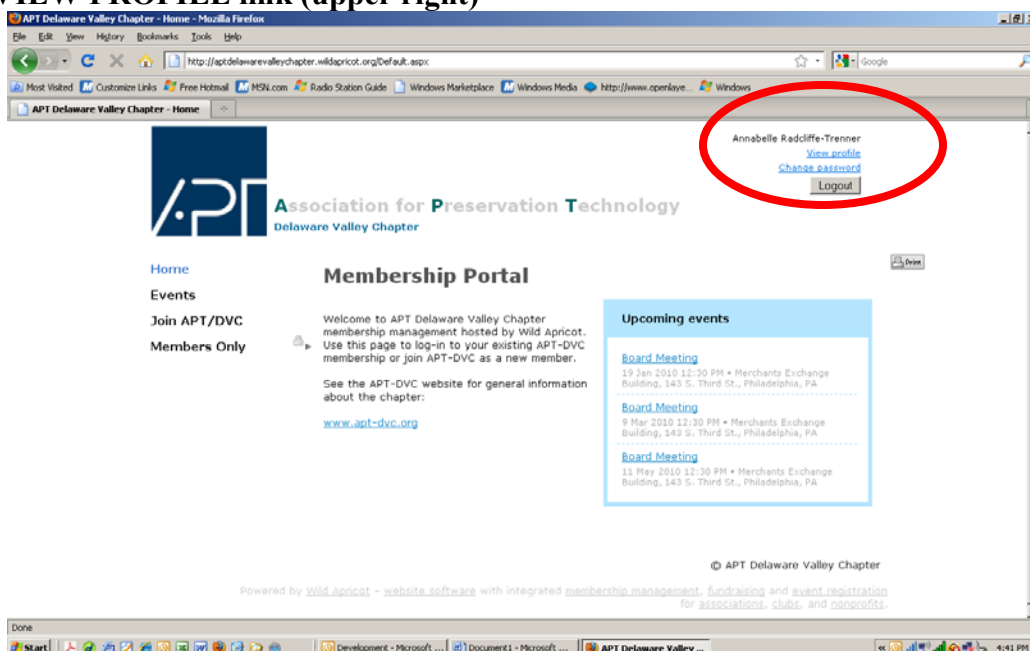 VIEW PROFILE link (upper right)
APT Delaware Valley Chapter - Home - Mozilla Firefox
File Edit View History Bookmarks Tools Help
http://aptdelawarevalleychapter.wildapricot.org/Default.aspx
Google
Most Visited Customize Links Free Hotmail MSN.com Radio Station Guide Windows Marketplace Windows Media http://www.openlaye... Windows
APT Delaware Valley Chapter - Home
Annabelle Radcliffe-Trenner
View profile
Change password
Logout
APT
Association for Preservation Technology
Delaware Valley Chapter
Print
Home
Events
Join APT/DVC
Members Only
Membership Portal
Welcome to APT Delaware Valley Chapter
membership management hosted by Wild Apricot.
Use this page to log-in to your existing APT-DVC
membership or join APT-DVC as a new member.
See the APT-DVC website for general information
about the chapter:
www.apt-dvc.org
Upcoming events
Board Meeting
19 Jan 2010 12:30 PM • Merchants Exchange
Building, 143 S. Third St., Philadelphia, PA
Board Meeting
9 Mar 2010 12:30 PM • Merchants Exchange
Building, 143 S. Third St., Philadelphia, PA
Board Meeting
11 May 2010 12:30 PM • Merchants Exchange
Building, 143 S. Third St., Philadelphia, PA
© APT Delaware Valley Chapter
Powered by Wild Apricot - website software with integrated membership management, fundraising and event registration
for associations, clubs, and nonprofits.
Done
Start Development - Microsoft ... Document1 - Microsoft ... APT Delaware Valley ... 4:41 PM